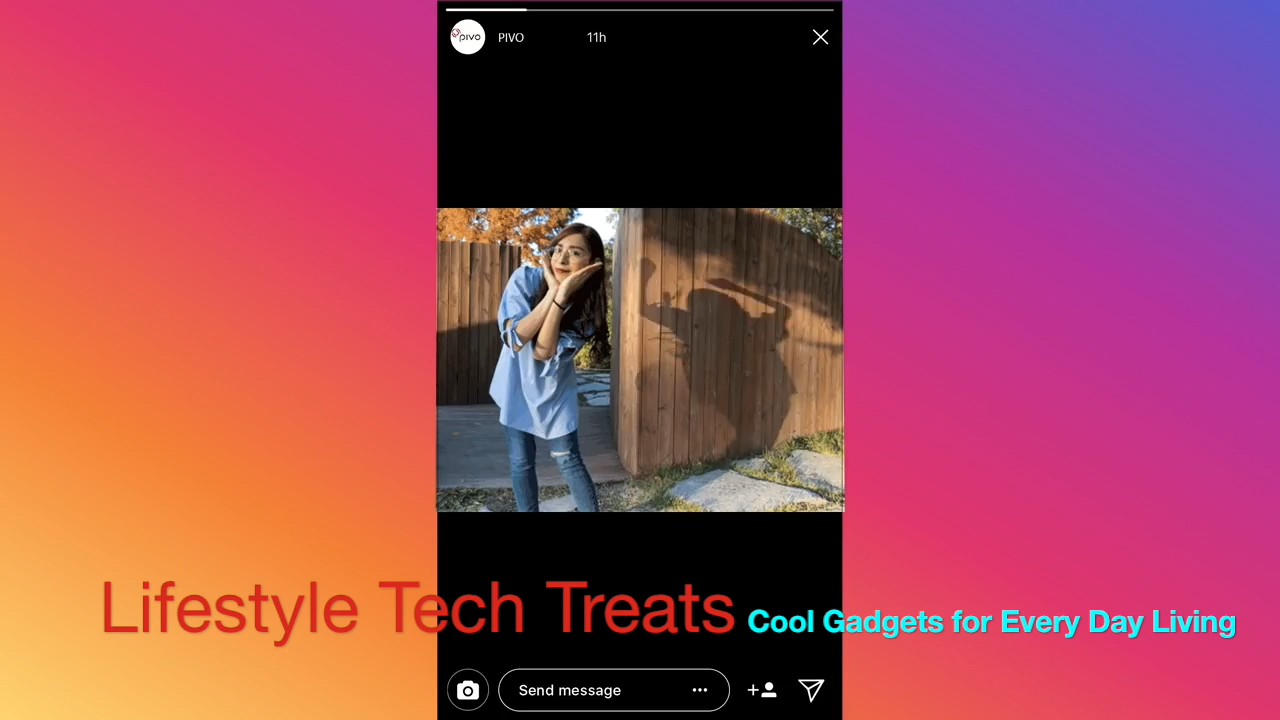 pivo
PIVO 11h
Lifestyle Tech Treats Cool Gadgets for Every Day Living
Send message